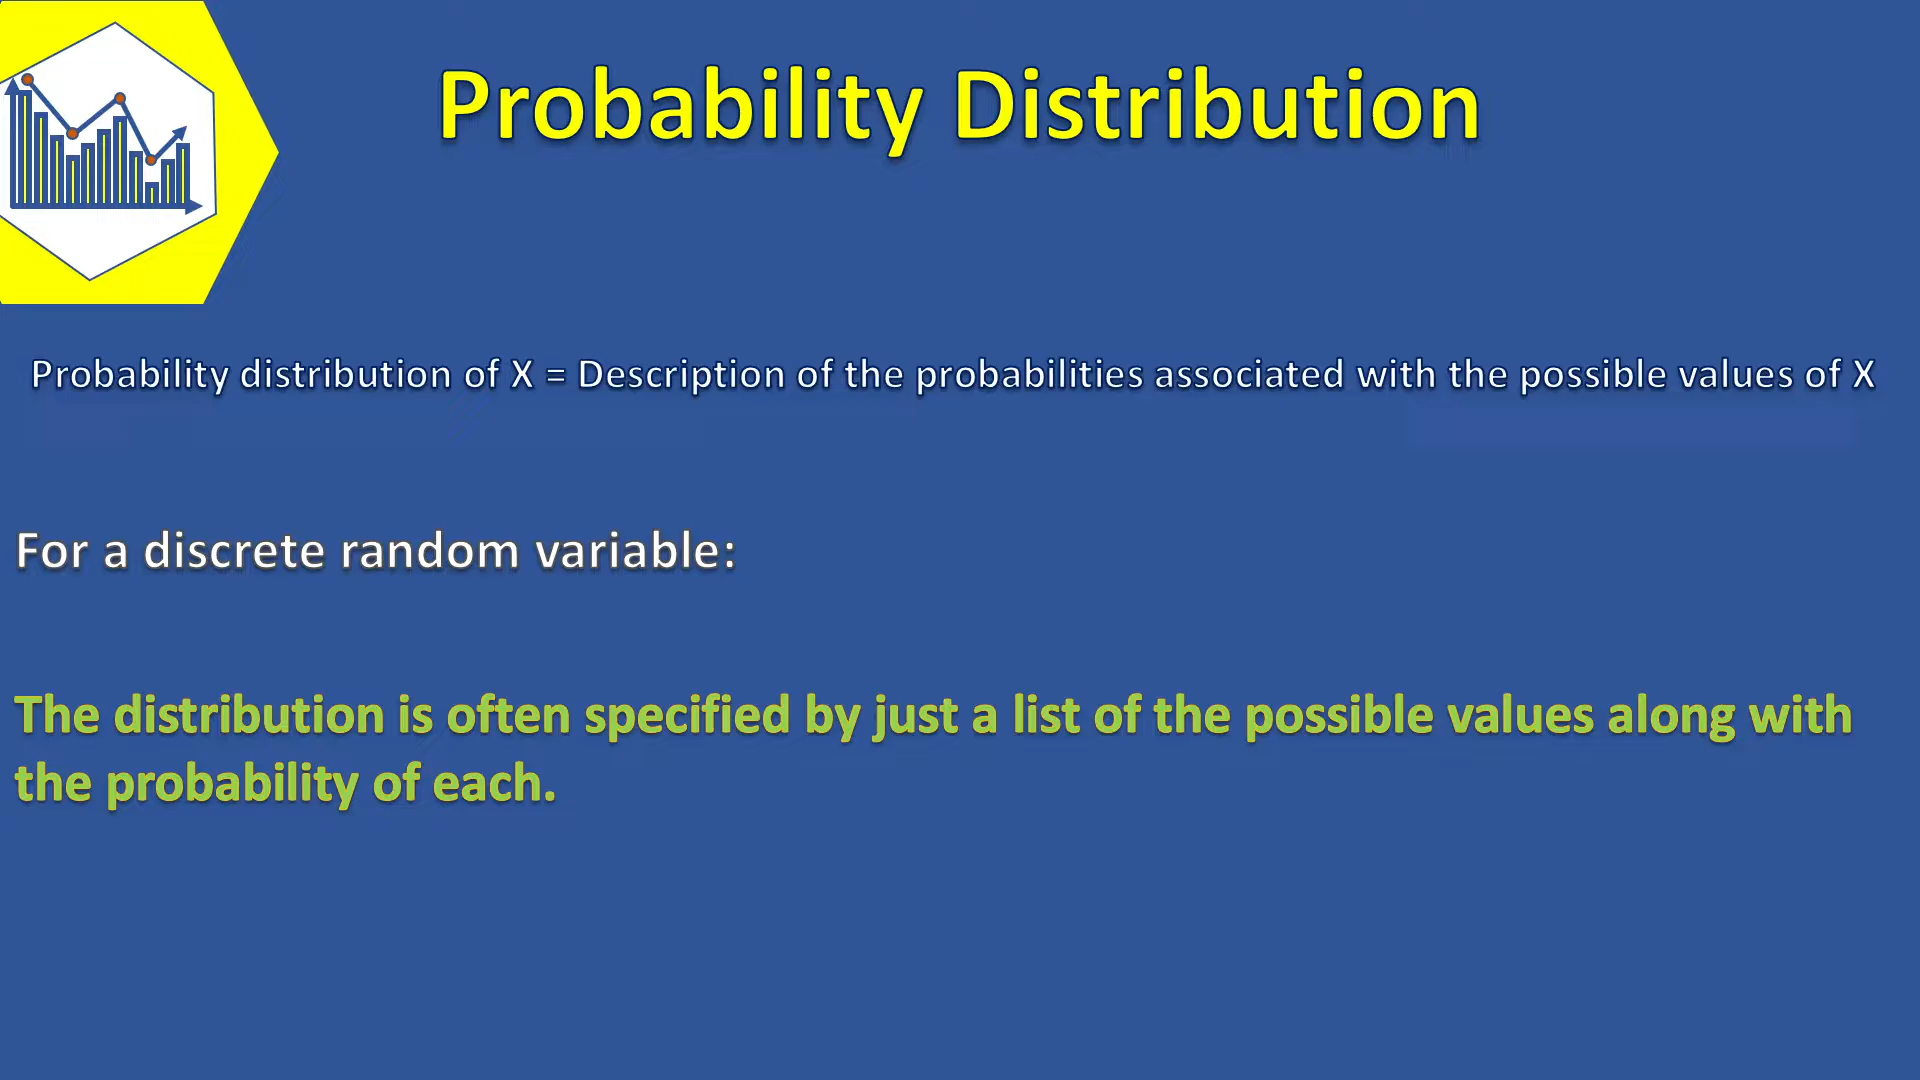 Probability Distribution
Probability distribution of X = Description of the probabilities associated with the possible values of X
For a discrete random variable:
The distribution is often specified by just a list of the possible values along with
the probability of each.